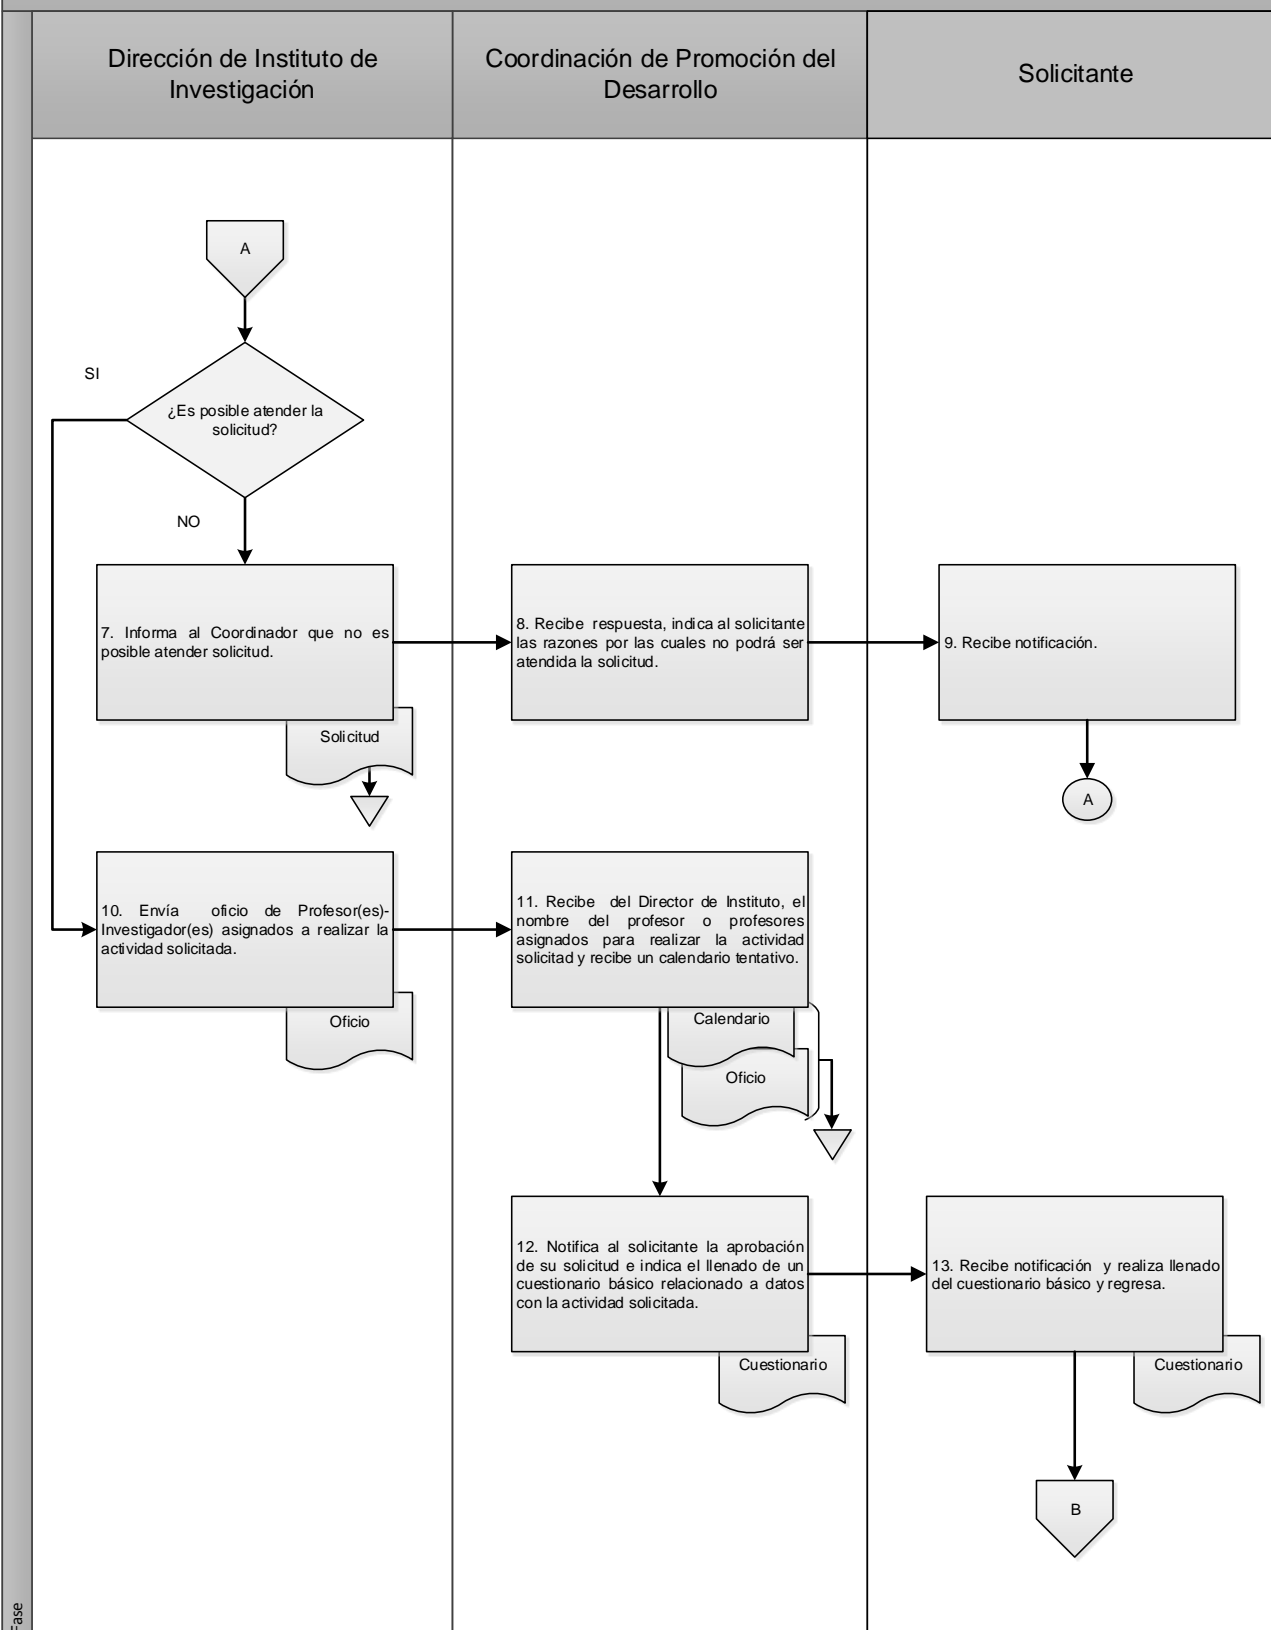 Dirección de Instituto de
Investigación
Coordinación de Promoción del
Desarrollo
Solicitante
A
SI
¿Es posible atender la
solicitud?
NO
7. Informa al Coordinador que no es
posible atender solicitud.
Solicitud
8. Recibe respuesta, indica al solicitante
las razones por las cuales no podrá ser
atendida la solicitud.
9. Recibe notificación.
A
10. Envía oficio de Profesor(es)-
Investigador(es) asignados a realizar la
actividad solicitada.
Oficio
11. Recibe del Director de Instituto, el
nombre del profesor o profesores
asignados para realizar la actividad
solicitad y recibe un calendario tentativo.
Calendario
Oficio
12. Notifica al solicitante la aprobación
de su solicitud e indica el llenado de un
cuestionario básico relacionado a datos
con la actividad solicitada.
Cuestionario
13. Recibe notificación y realiza llenado
del cuestionario básico y regresa.
Cuestionario
B
Fase